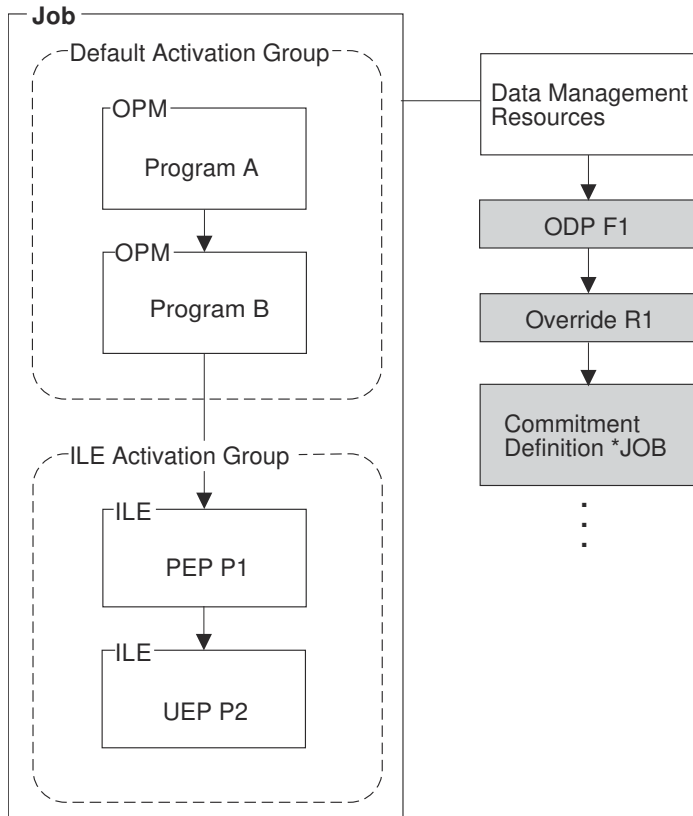 Job
Default Activation Group
OPM
Program A
OPM
Program B
ILE Activation Group
ILE
PEP P1
ILE
UEP P2
Data Management
Resources
ODP F1
Override R1
Commitment
Definition *JOB